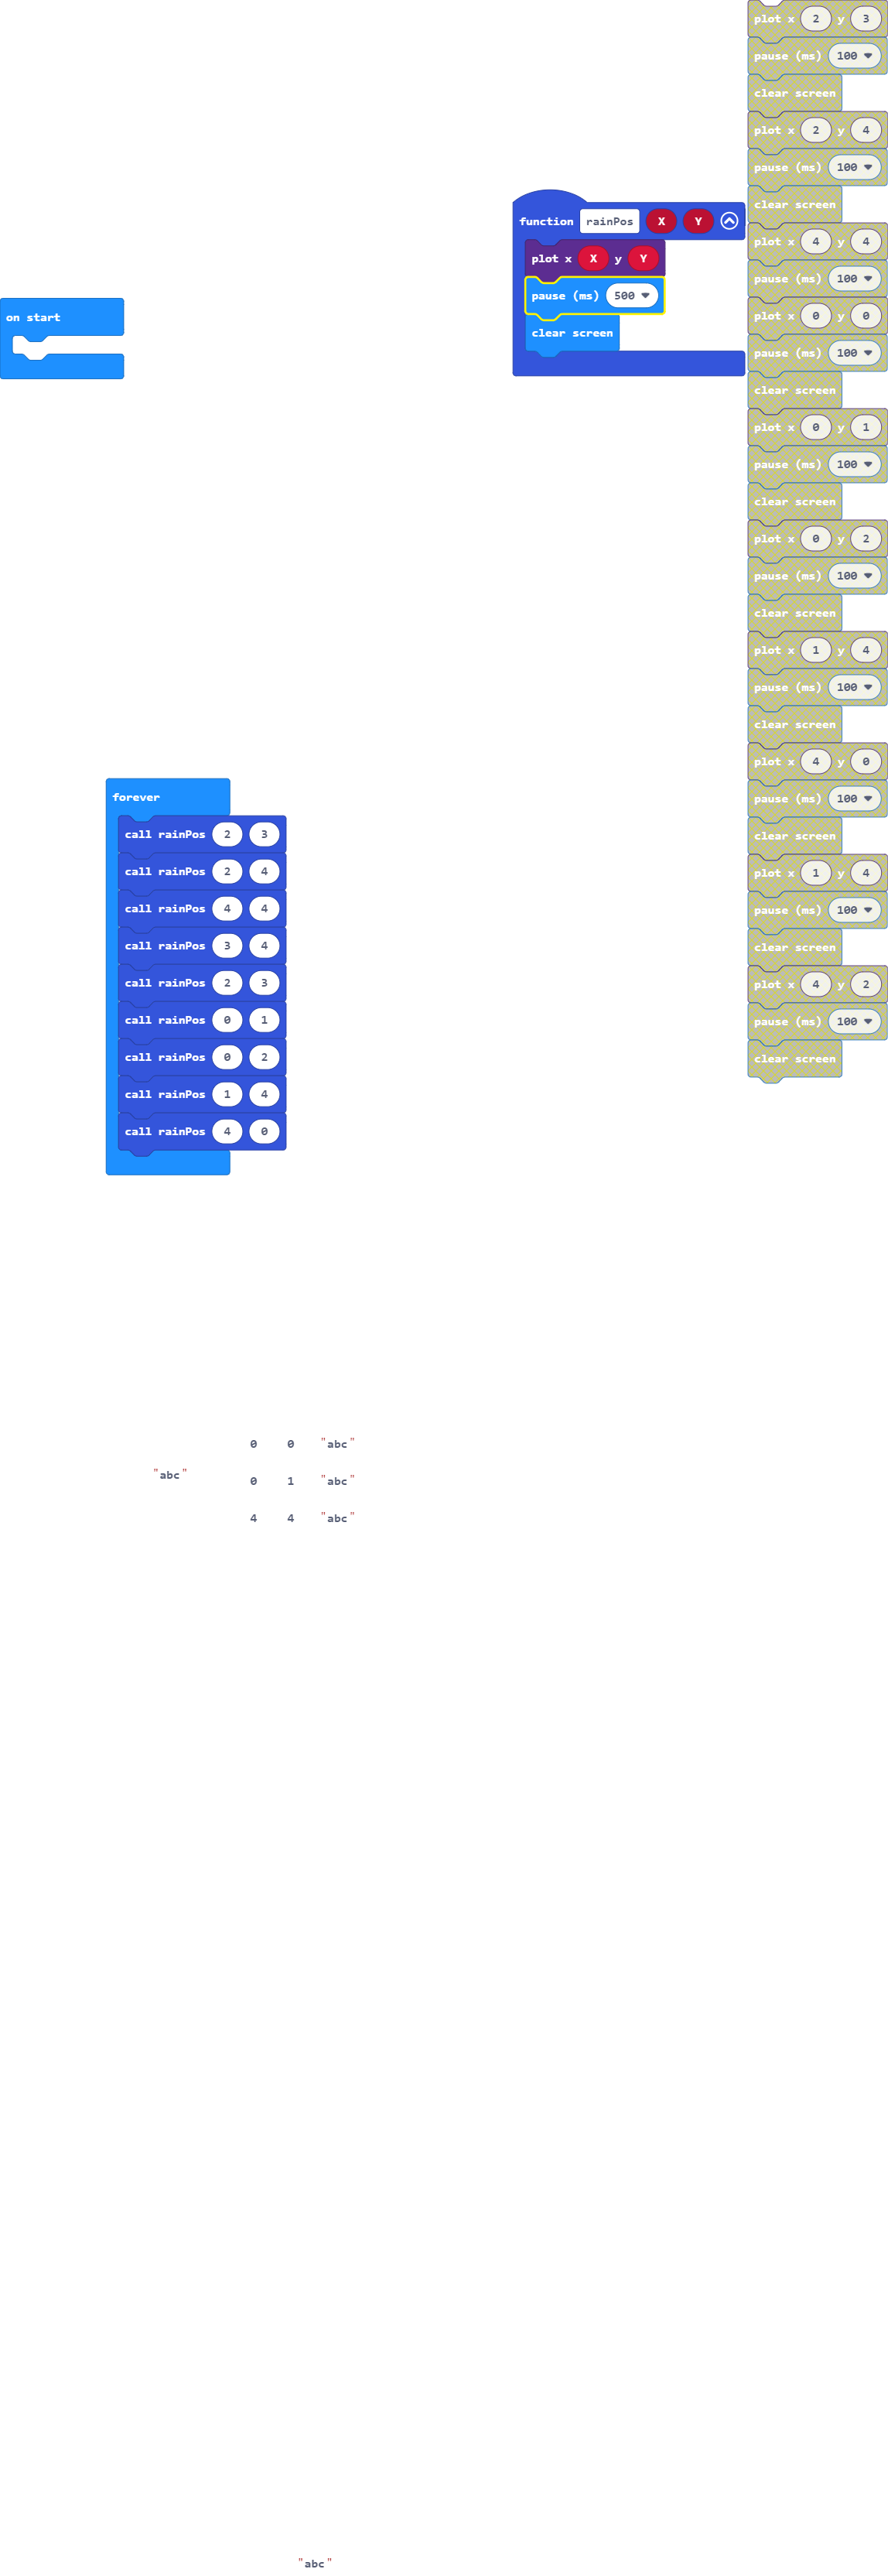 on start
function rainPos X Y
plot x X y Y
pause (ms) 500
clear screen
plot x 2 y 3
pause (ms) 100
clear screen
plot x 2 y 4
pause (ms) 100
clear screen
plot x 4 y 4
pause (ms) 100
plot x 0 y 0
pause (ms) 100
clear screen
plot x 0 y 1
pause (ms) 100
clear screen
plot x 0 y 2
pause (ms) 100
clear screen
plot x 1 y 4
pause (ms) 100
clear screen
plot x 4 y 0
pause (ms) 100
clear screen
plot x 1 y 4
pause (ms) 100
clear screen
plot x 4 y 2
pause (ms) 100
clear screen
forever
call rainPos 2 3
call rainPos 2 4
call rainPos 4 4
call rainPos 3 4
call rainPos 2 3
call rainPos 0 1
call rainPos 0 2
call rainPos 1 4
call rainPos 4 0
0 0 "abc"
"abc"
0 1 "abc"
4 4 "abc"
"abc"